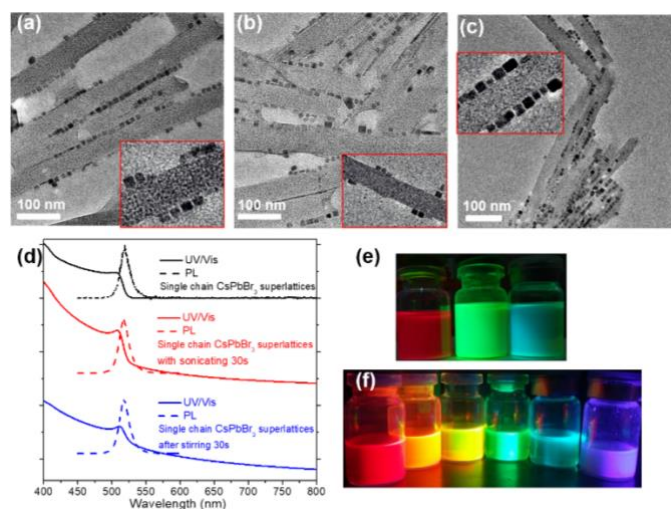 (a)
100 nm
(b)
100 nm
(c)
100 nm
(d)
UV/Vis
PL
Single chain CsPbBr3 superlattices
UV/Vis
PL
Single chain CsPbBr3 superlattices
with sonicating 30s
UV/Vis
PL
Single chain CsPbBr3 superlattices
after stirring 30s
400 450 500 550 600 650 700 750 800
Wavelength (nm)
(e)
(f)